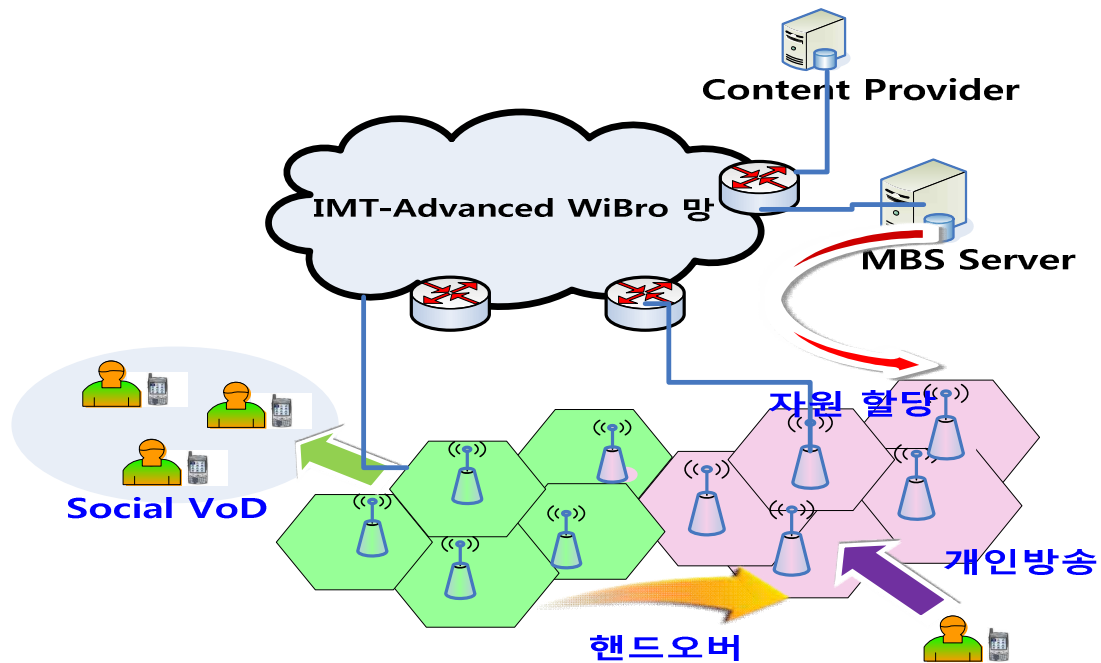 Content Provider
IMT-Advanced WiBro 망
MBS Server
자원 할당
Social VoD
개인방송
핸드오버